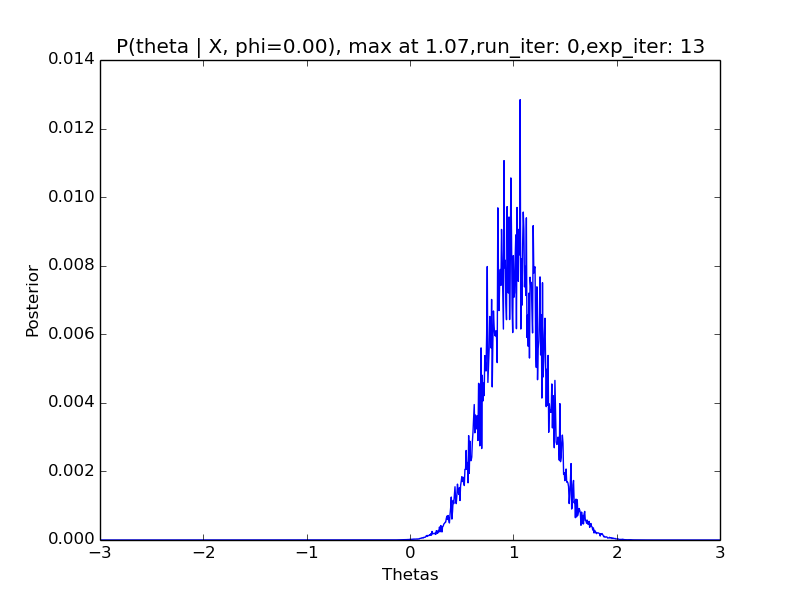 P(theta | X, phi=0.00), max at 1.07,run_iter: 0,exp_iter: 13
0.014
0.012
0.010
0.008
0.006
0.004
0.002
0.000
Posterior
−3 −2 −1 0 1 2 3
Thetas